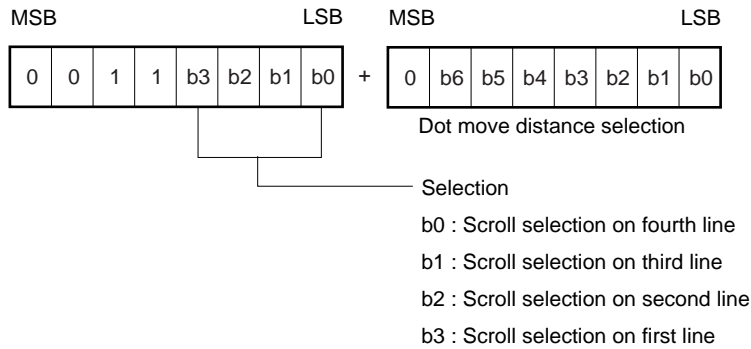 MSB LSB MSB LSB
0 0 1 1 b3 b2 b1 b0 + 0 b6 b5 b4 b3 b2 b1 b0
Dot move distance selection
Selection
b0 : Scroll selection on fourth line
b1 : Scroll selection on third line
b2 : Scroll selection on second line
b3 : Scroll selection on first line